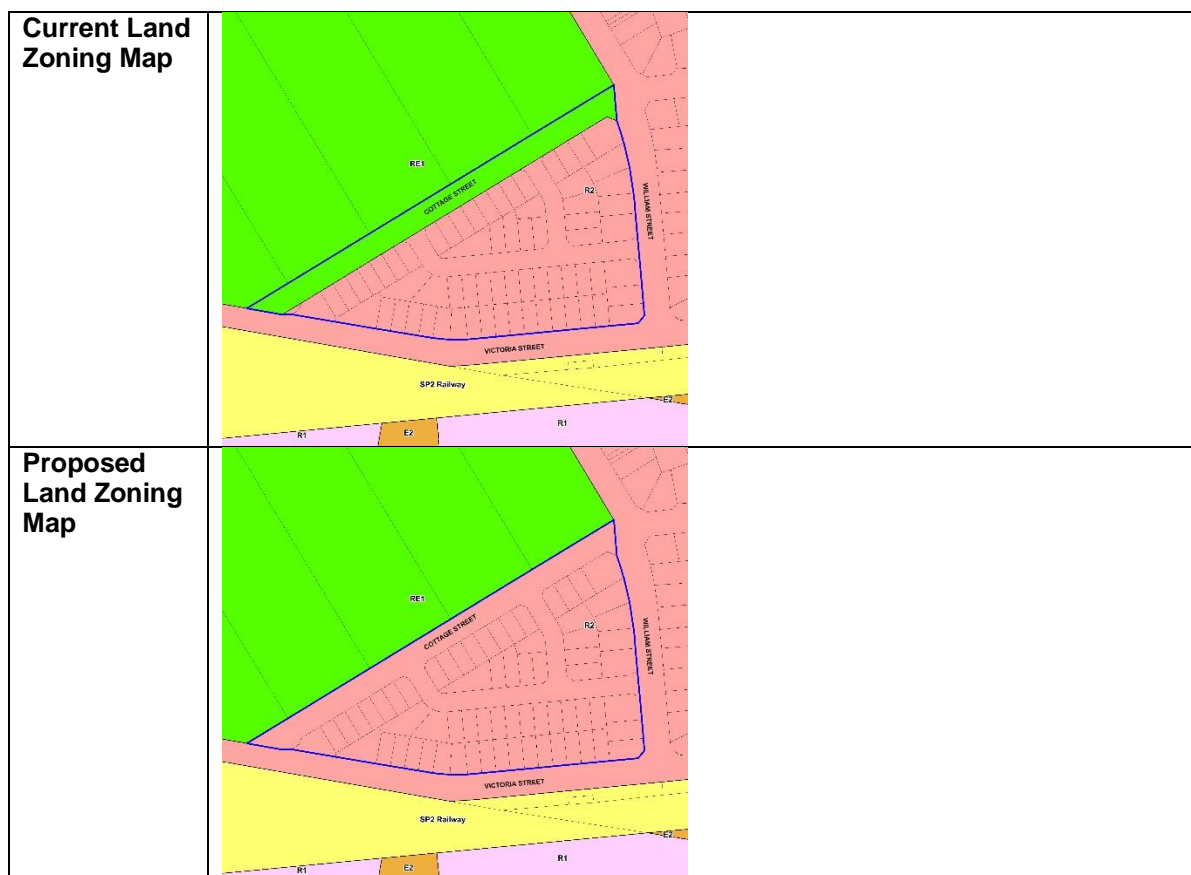 Current Land
Zoning Map
RE1
COTTAGE STREET
R2
WILLIAM STREET
VICTORIA STREET
SP2 Railway
E2
R1
E2
R1
Proposed
Land Zoning
Map
RE1
COTTAGE STREET
R2
WILLIAM STREET
VICTORIA STREET
SP2 Railway
E2
R1
E2
R1